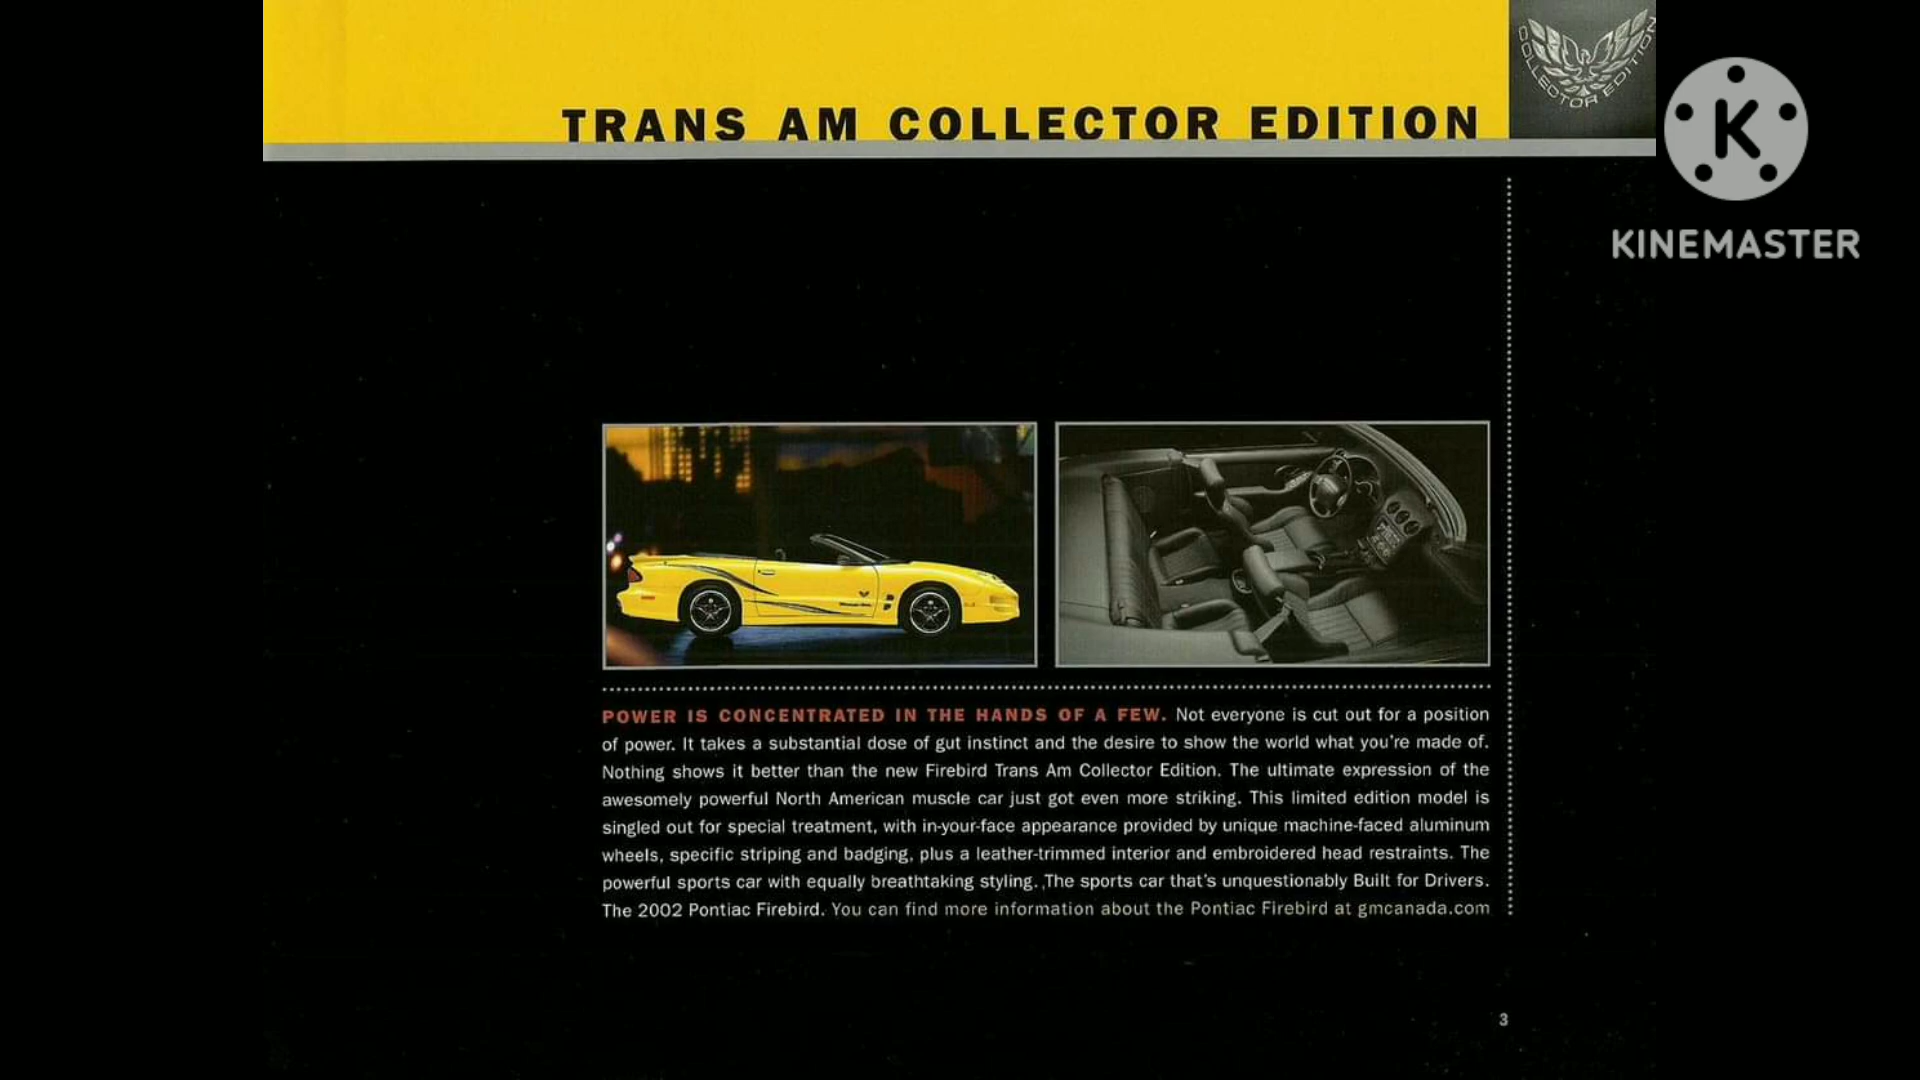 COLLECTOR EDITION
TRANS AM COLLECTOR EDITION
K
KINEMASTER
POWER IS CONCENTRATED IN THE HANDS OF A FEW. Not everyone is cut out for a position
of power. It takes a substantial dose of gut instinct and the desire to show the world what you're made of.
Nothing shows it better than the new Firebird Trans Am Collector Edition. The ultimate expression of the
awesomely powerful North American muscle car just got even more striking. This limited edition model is
singled out for special treatment, with in-your-face appearance provided by unique machine-faced aluminum
wheels, specific striping and badging, plus a leather-trimmed interior and embroidered head restraints. The
powerful sports car with equally breathtaking styling. The sports car that's unquestionably Built for Drivers.
The 2002 Pontiac Firebird. You can find more information about the Pontiac Firebird at gmcanada.com
3